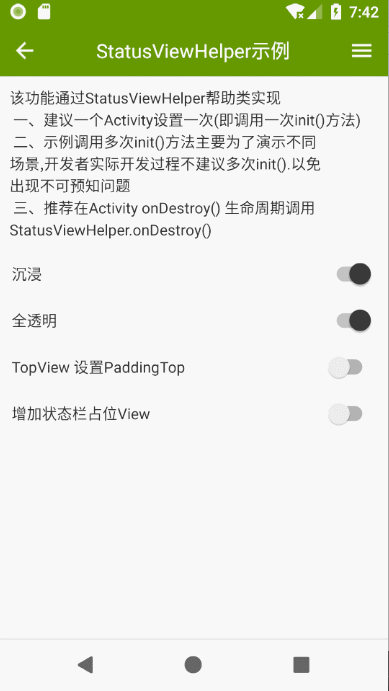 7:42
StatusViewHelper示例
该功能通过StatusViewHelper帮助类实现
一、建议一个Activity设置一次(即调用一次init()方法)
二、示例调用多次init()方法主要为了演示不同
场景,开发者实际开发过程不建议多次init().以免
出现不可预知问题
三、推荐在Activity onDestroy() 生命周期调用
StatusViewHelper.onDestroy()
沉浸
全透明
TopView 设置PaddingTop
增加状态栏占位View